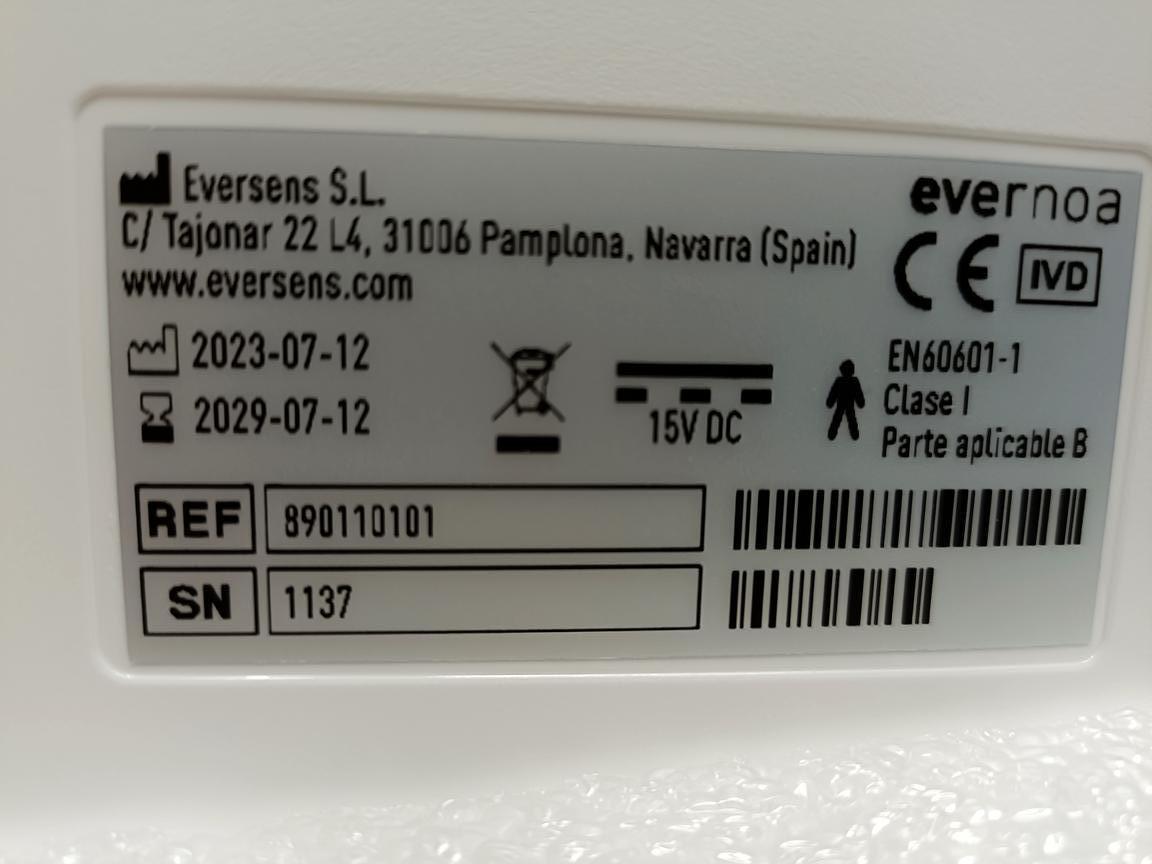 Eversens S.L.
C/ Tajonar 22 L4, 31006 Pamplona, Navarra (Spain)
www.eversens.com
evernoa
CE IVD
2023-07-12
2029-07-12
15V DC
EN60601-1
Clase I
Parte aplicable B
REF 890110101
SN 1137